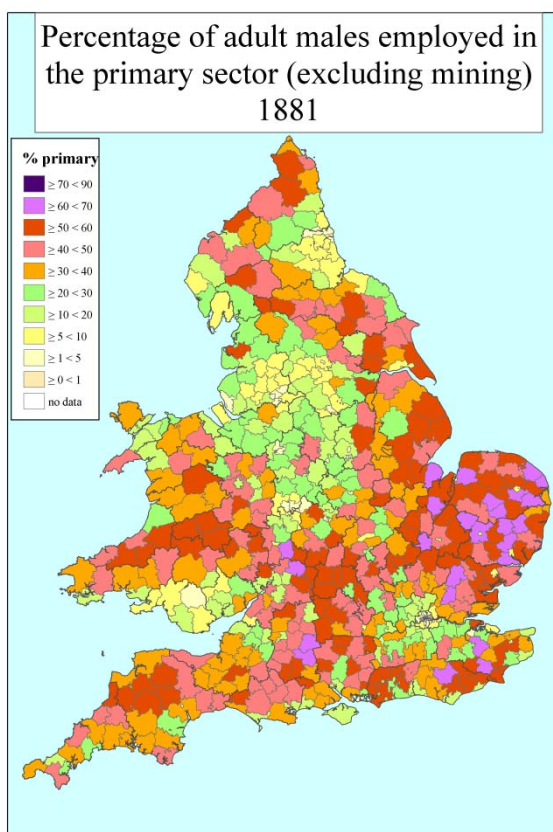 Percentage of adult males employed in
the primary sector (excluding mining)
1881
% primary
≥ 70 < 90
≥ 60 < 70
≥ 50 < 60
≥ 40 < 50
≥ 30 < 40
≥ 20 < 30
≥ 10 < 20
≥ 5 < 10
≥ 1 < 5
≥ 0 < 1
no data